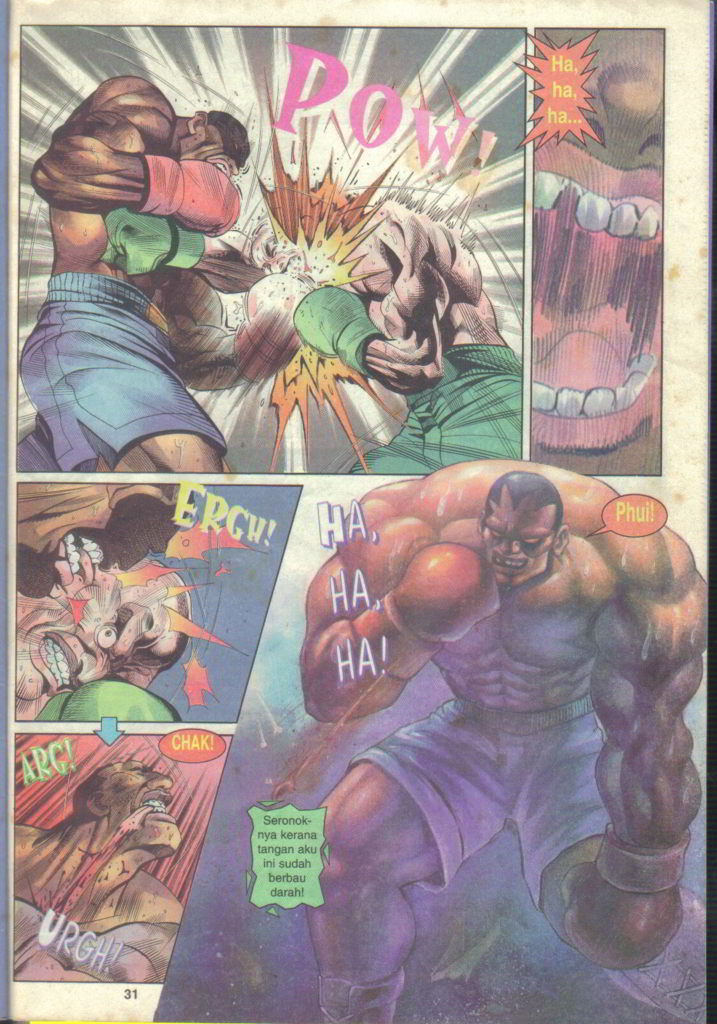 POW!
Ha,
ha,
ha...
ERGH!
ARG!
CHAK!
URGH!
HA,
HA,
HA!
Phui!
Seronok-
nya kerana
tangan aku
ini sudah
berbau
darah!
31